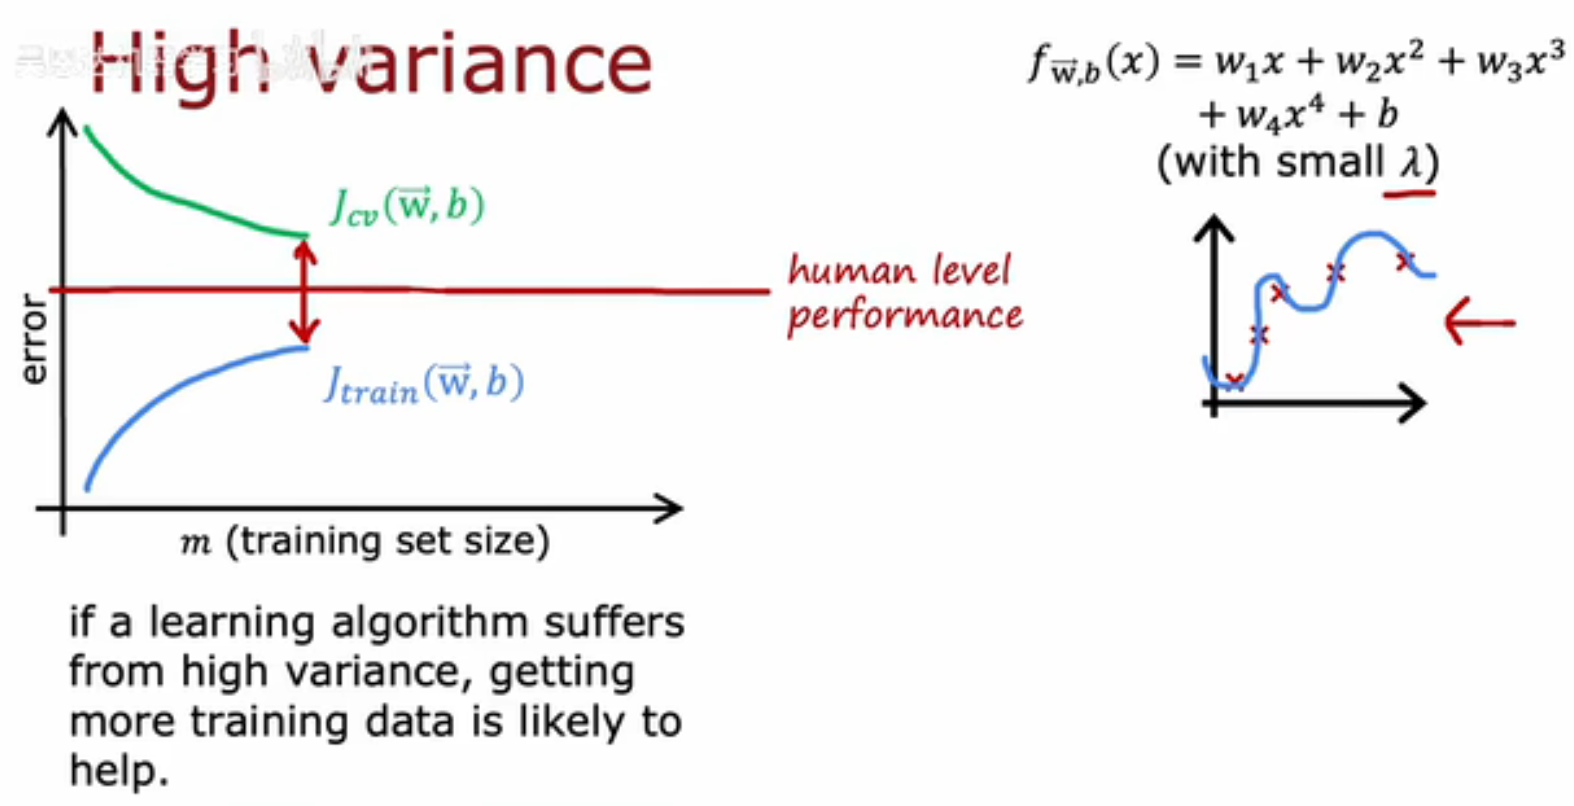 High variance
f_{\vec{w},b}(x) = w_1x + w_2x^2 + w_3x^3
+ w_4x^4 + b
(with small λ)
J_{cv}(\vec{w}, b)
human level
performance
error
J_{train}(\vec{w}, b)
m (training set size)
if a learning algorithm suffers
from high variance, getting
more training data is likely to
help.